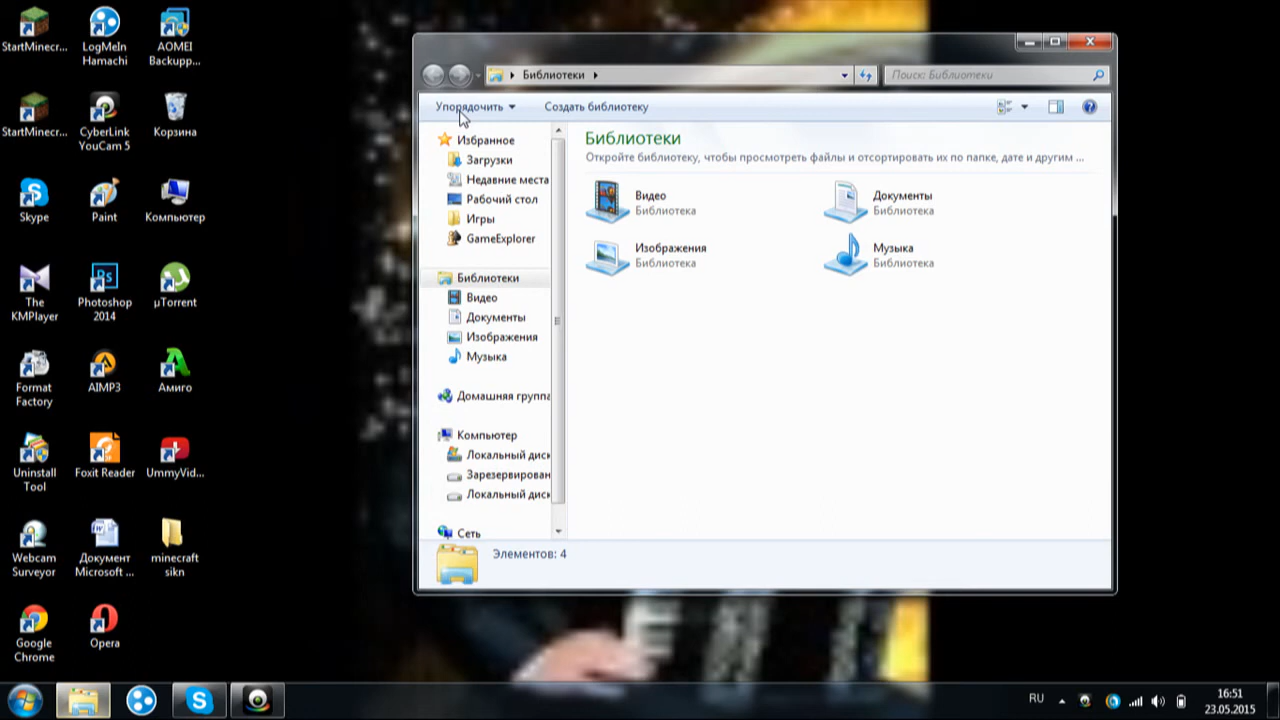 StartMinecr...
LogMeIn
Hamachi
AOMEI
Backupp...
StartMinecr...
CyberLink
YouCam 5
Корзина
Skype
Paint
Компьютер
The
KMPlayer
Photoshop
2014
µTorrent
Format
Factory
AIMP3
Амиго
Uninstall
Tool
Foxit Reader
UmmyVid...
Webcam
Surveyor
Документ
Microsoft ...
minecraft
sikn
Google
Chrome
Opera
Библиотеки
Поиск: Библиотеки
Упорядочить
Создать библиотеку
Избранное
Загрузки
Недавние места
Рабочий стол
Игры
GameExplorer
Библиотеки
Видео
Документы
Изображения
Музыка
Домашняя группа
Компьютер
Локальный диск
Зарезервирован
Локальный диск
Сеть
Библиотеки
Откройте библиотеку, чтобы просмотреть файлы и отсортировать их по папке, дате и другим ...
Видео
Библиотека
Документы
Библиотека
Изображения
Библиотека
Музыка
Библиотека
Элементов: 4
RU
16:51
23.05.2015